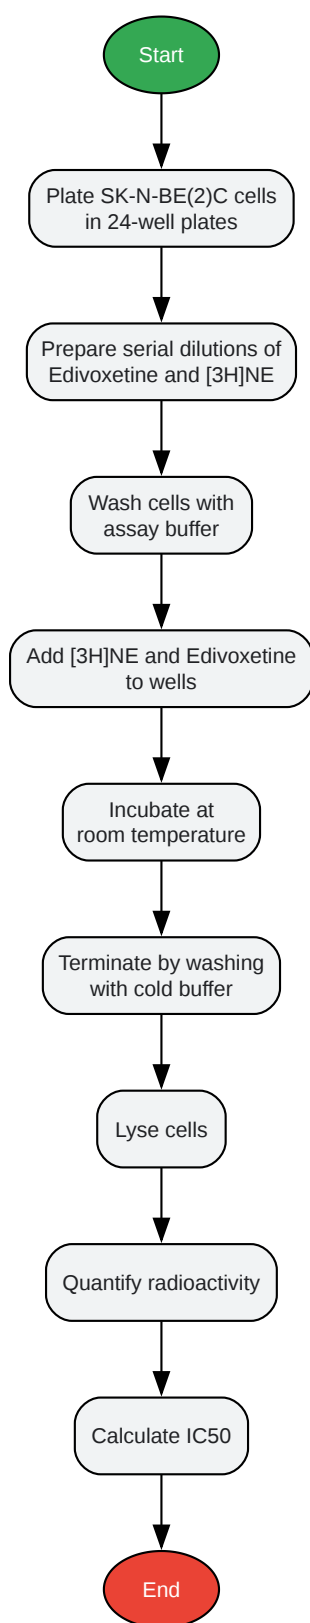 Start
Plate SK-N-BE(2)C cells
in 24-well plates
Prepare serial dilutions of
Edivoxetine and [3H]NE
Wash cells with
assay buffer
Add [3H]NE and Edivoxetine
to wells
Incubate at
room temperature
Terminate by washing
with cold buffer
Lyse cells
Quantify radioactivity
Calculate IC50
End